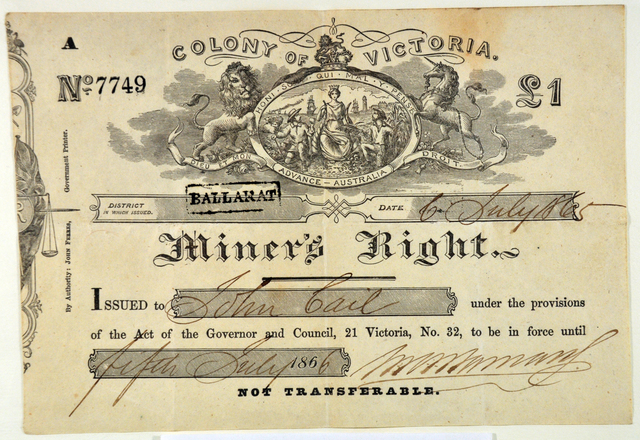 A
COLONY OF VICTORIA.
No. 7749
£1
HONI · SOIT · QUI · MAL · Y · PENSE
DIEU ET MON DROIT
ADVANCE - AUSTRALIA
DISTRICT
IN WHICH ISSUED.
BALLARAT
DATE 6 July 1865
Miner's Right.
ISSUED to John Cail under the provisions
of the Act of the Governor and Council, 21 Victoria, No. 32, to be in force until
fifth July 1866
NOT TRANSFERABLE.
By Authority: JOHN FERRES, Government Printer.